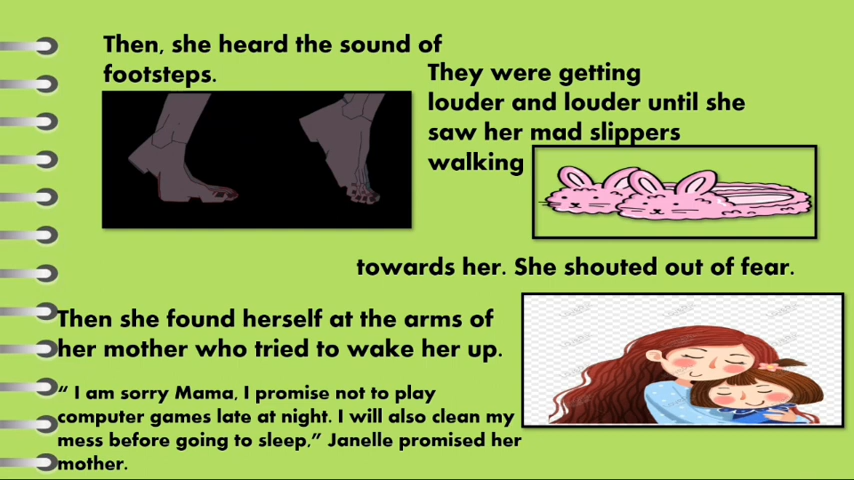 Then, she heard the sound of
footsteps.
They were getting
louder and louder until she
saw her mad slippers
walking
towards her. She shouted out of fear.
Then she found herself at the arms of
her mother who tried to wake her up.
“ I am sorry Mama, I promise not to play
computer games late at night. I will also clean my
mess before going to sleep,” Janelle promised her
mother.